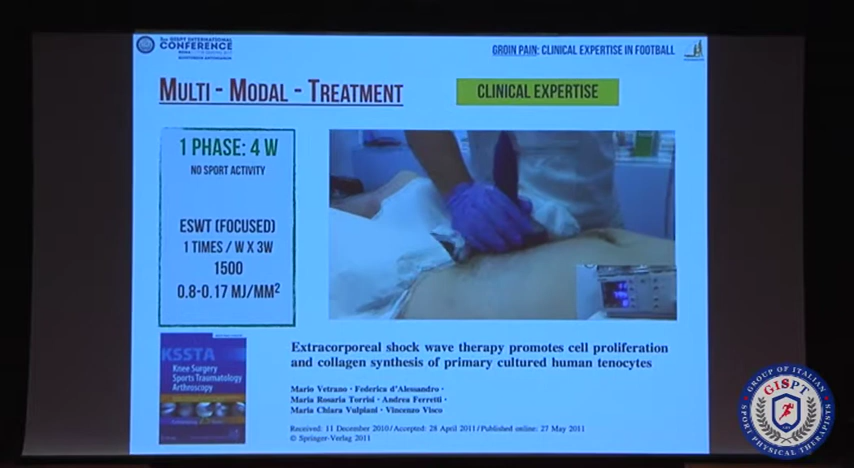 GISPT INTERNATIONAL
CONFERENCE
GROIN PAIN: CLINICAL EXPERTISE IN FOOTBALL
MULTI - MODAL - TREATMENT
CLINICAL EXPERTISE
1 PHASE: 4 W
NO SPORT ACTIVITY
ESWT (FOCUSED)
1 TIMES / W X 3W
1500
0.8-0.17 MJ/MM²
KSSTA
Knee Surgery
Sports Traumatology
Arthroscopy
Extracorporeal shock wave therapy promotes cell proliferation
and collagen synthesis of primary cultured human tenocytes
Mario Vetrano · Federica d'Alessandro ·
Maria Rosaria Torrisi · Andrea Ferretti ·
Maria Chiara Vulpiani · Vincenzo Visco
Received: 11 December 2010 / Accepted: 28 April 2011 / Published online: 27 May 2011
© Springer-Verlag 2011
GROUP OF ITALIAN
SPORT PHYSICAL THERAPISTS
GISPT